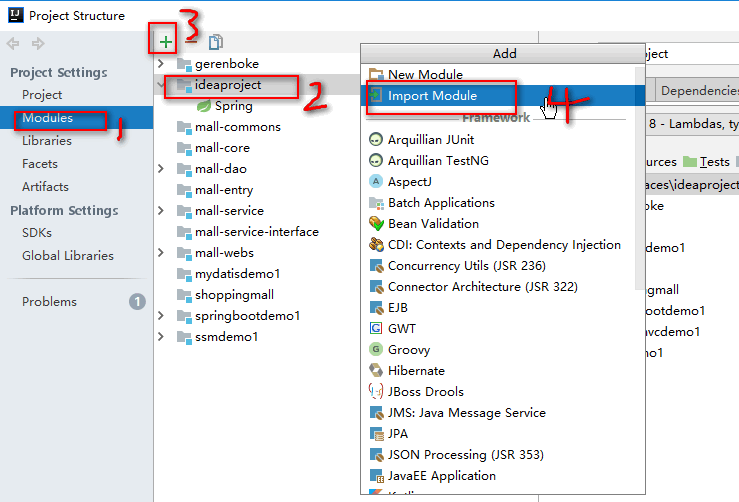 IJ Project Structure
3
Project Settings
Project
Modules
1
Libraries
Facets
Artifacts
Platform Settings
SDKs
Global Libraries
Problems
1
gerenboke
ideaproject
2
Spring
mall-commons
mall-core
mall-dao
mall-entry
mall-service
mall-service-interface
mall-webs
mydatisdemo1
shoppingmall
springbootdemo1
ssmdemo1
Add
New Module
Import Module
4
Framework
Arquillian JUnit
Arquillian TestNG
AspectJ
Batch Applications
Bean Validation
CDI: Contexts and Dependency Injection
Concurrency Utils (JSR 236)
Connector Architecture (JSR 322)
EJB
GWT
Groovy
Hibernate
JBoss Drools
JMS: Java Message Service
JPA
JSON Processing (JSR 353)
JavaEE Application
ject
Dependencies
8 - Lambdas, ty
urces Tests
aces\ideaproject
oke
emo1
ngmall
ootdemo1
vcdemo1
mo1